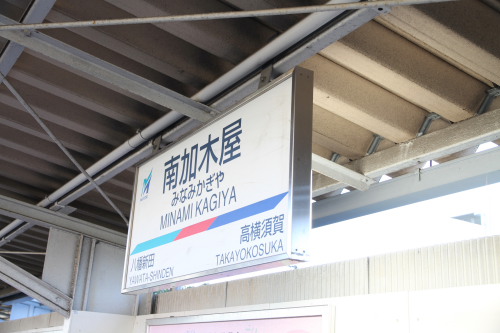 南加木屋
みなみかぎや
MINAMI KAGIYA
八幡新田
YAWATA-SHINDEN
高横須賀
TAKAYOKOSUKA